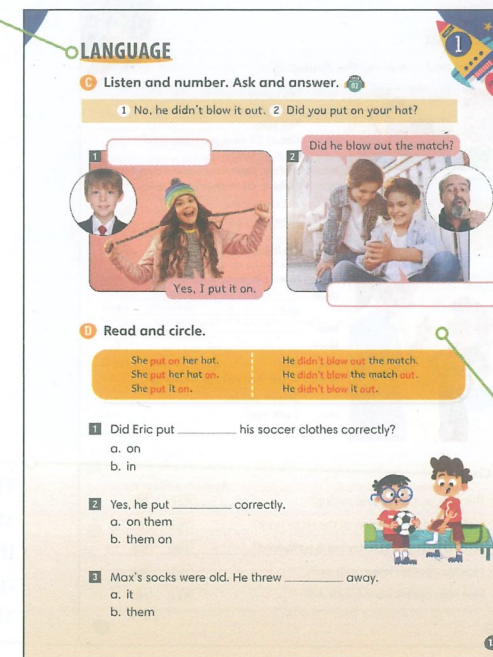 1
LANGUAGE
C Listen and number. Ask and answer.
1 No, he didn't blow it out. 2 Did you put on your hat?
Did he blow out the match?
1
2
Yes, I put it on.
D Read and circle.
She put on her hat.
She put her hat on.
She put it on.
He didn't blow out the match.
He didn't blow the match out.
He didn't blow it out.
1 Did Eric put ________ his soccer clothes correctly?
a. on
b. in
2 Yes, he put ________ correctly.
a. on them
b. them on
3 Max's socks were old. He threw ________ away.
a. it
b. them